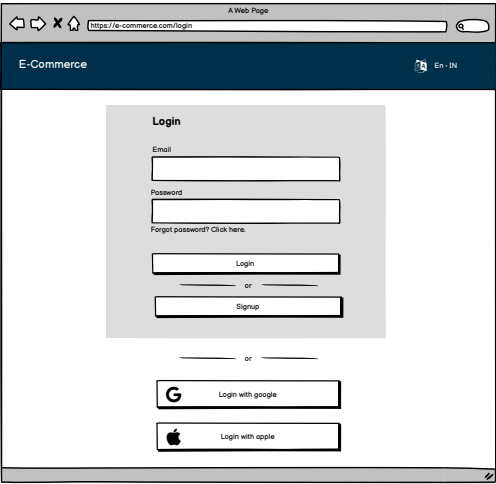 A Web Page
https://e-commerce.com/login
E-Commerce
En - IN
Login
Email
Password
Forgot password? Click here.
Login
or
Signup
or
G Login with google
Login with apple